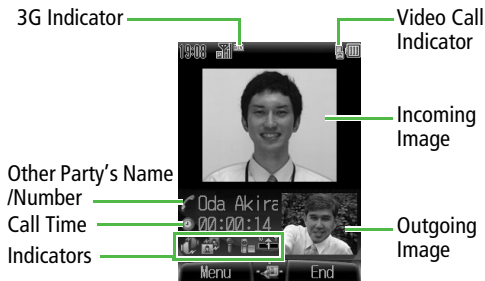 3G Indicator
Video Call
Indicator
19:08
Incoming
Image
Other Party's Name
/Number
Oda Akira
Call Time
00:00:14
Outgoing
Image
Indicators
Menu
End